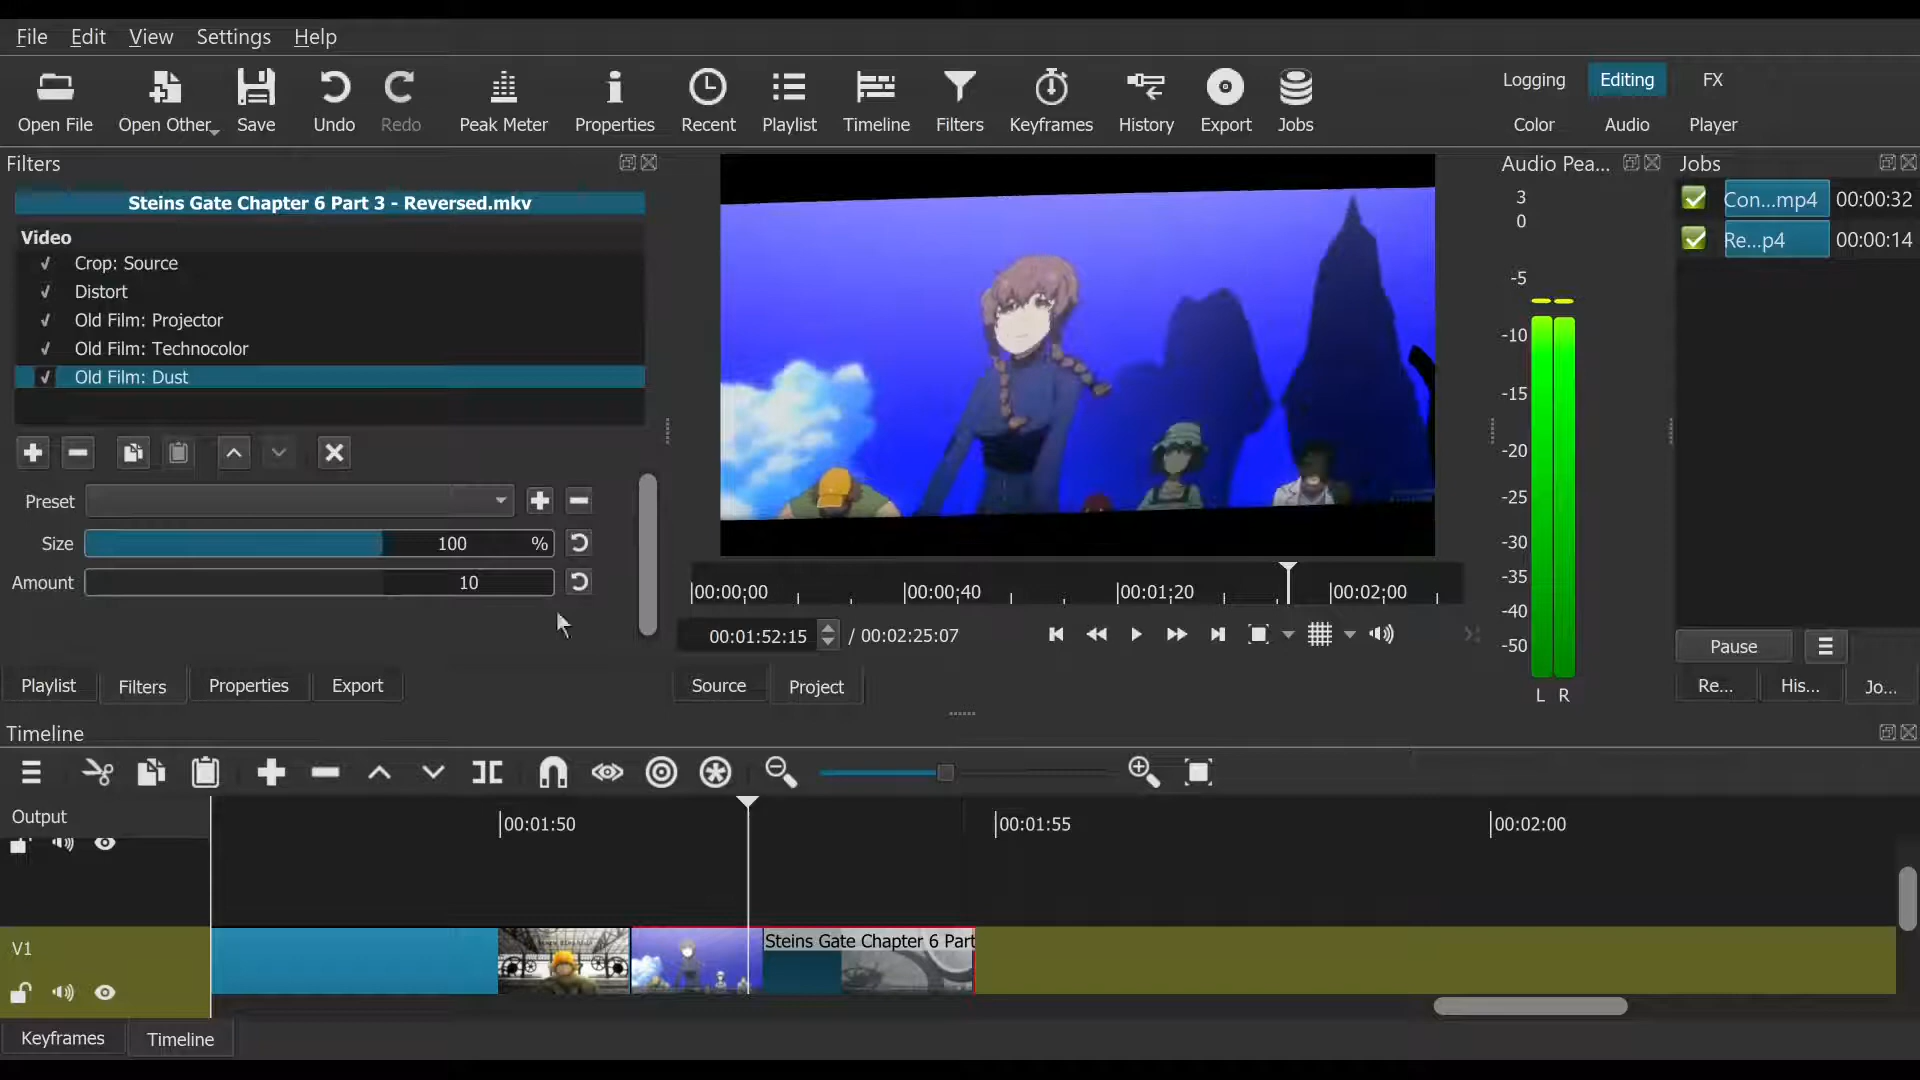 File Edit View Settings Help
Open File Open Other Save Undo Redo Peak Meter Properties Recent Playlist Timeline Filters Keyframes History Export Jobs
Logging Editing FX
Color Audio Player
Filters
Audio Pea...
Jobs
Steins Gate Chapter 6 Part 3 - Reversed.mkv
Video
Crop: Source
Distort
Old Film: Projector
Old Film: Technocolor
Old Film: Dust
Preset
Size 100 %
Amount 10
Playlist Filters Properties Export
00:00:00 00:00:40 00:01:20 00:02:00
00:01:52:15 / 00:02:25:07
Source Project
3
0
-5
-10
-15
-20
-25
-30
-35
-40
-50
L R
Con...mp4 00:00:32
Re...p4 00:00:14
Pause
Re... His... Jo...
Timeline
Output
00:01:50 00:01:55 00:02:00
V1
Steins Gate Chapter 6 Part
Keyframes Timeline